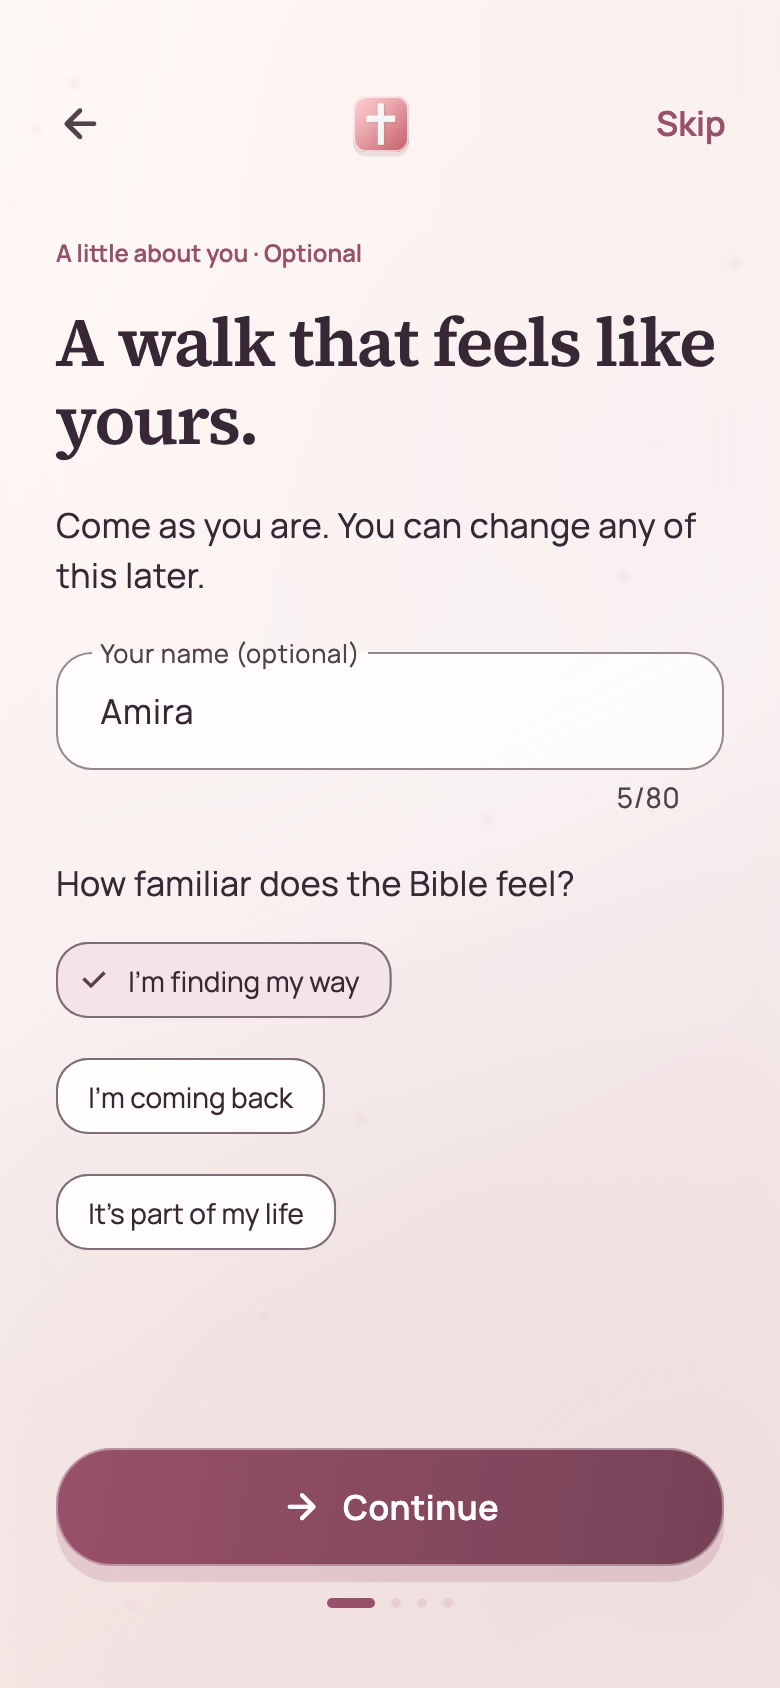 Skip
A little about you · Optional
A walk that feels like
yours.
Come as you are. You can change any of
this later.
Your name (optional)
Amira
5/80
How familiar does the Bible feel?
I’m finding my way
I’m coming back
It’s part of my life
Continue